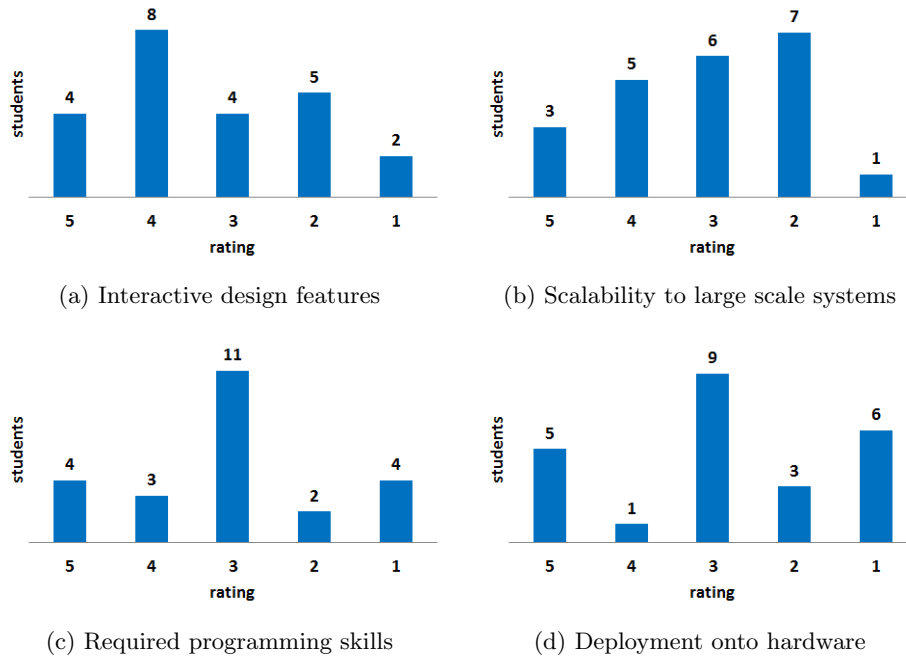 students
8
4
4
5
2
5 4 3 2 1
rating
(a) Interactive design features
students
3
5
6
7
1
5 4 3 2 1
rating
(b) Scalability to large scale systems
students
4
3
11
2
4
5 4 3 2 1
rating
(c) Required programming skills
students
5
1
9
3
6
5 4 3 2 1
rating
(d) Deployment onto hardware